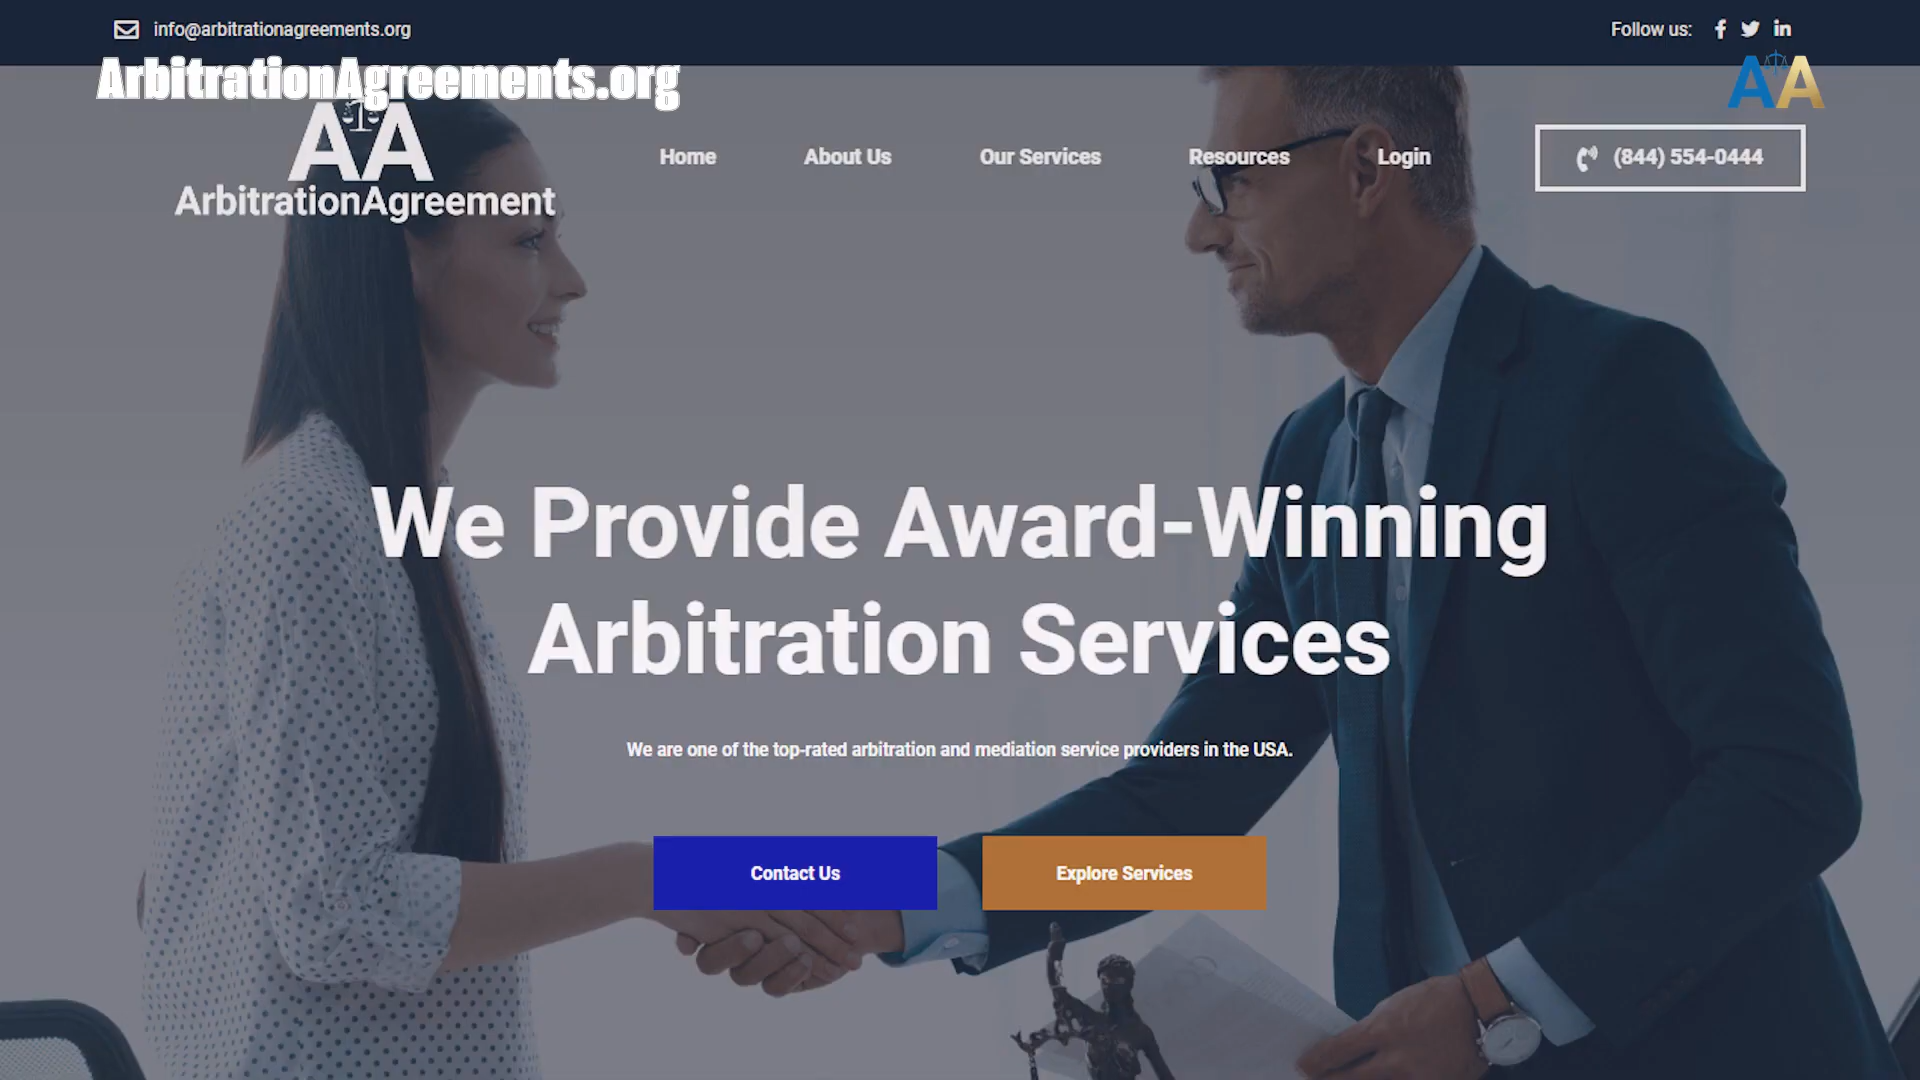 info@arbitrationagreements.org
Follow us:
ArbitrationAgreements.org
AA
AA
ArbitrationAgreement
Home
About Us
Our Services
Resources
Login
(844) 554-0444
We Provide Award-Winning
Arbitration Services
We are one of the top-rated arbitration and mediation service providers in the USA.
Contact Us
Explore Services